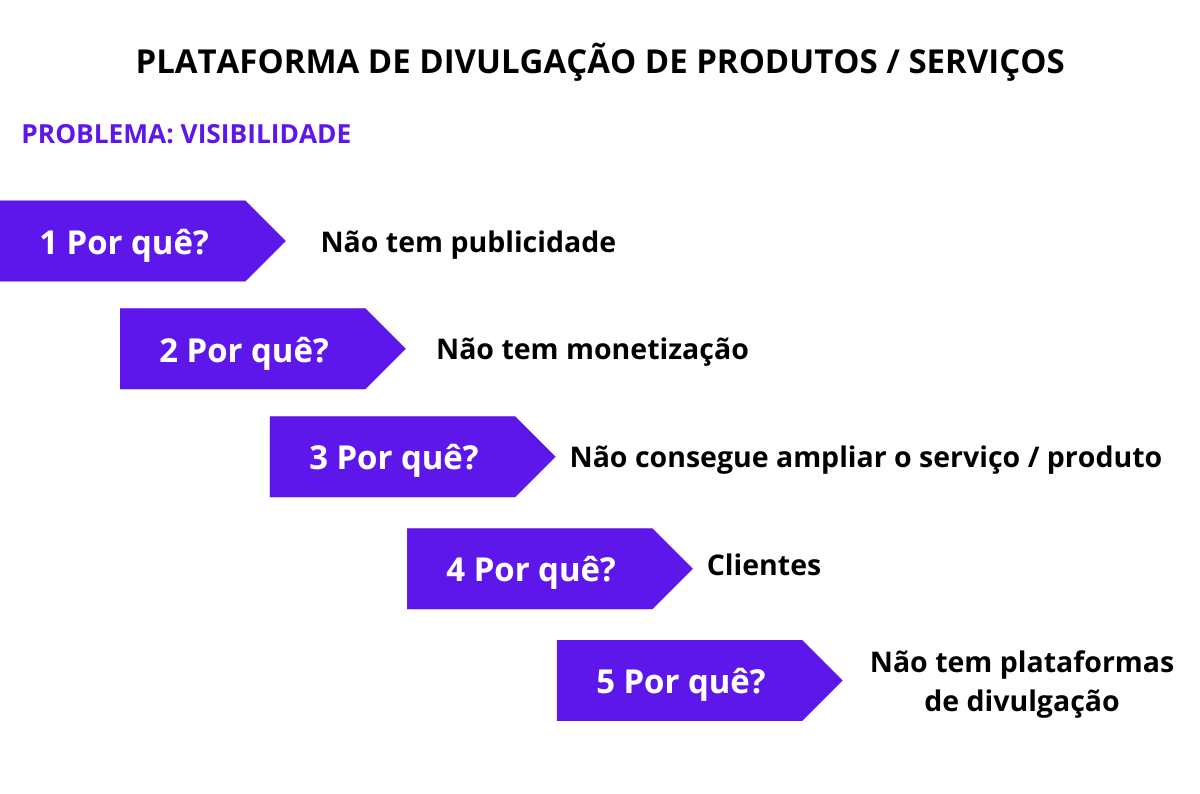 PLATAFORMA DE DIVULGAÇÃO DE PRODUTOS / SERVIÇOS
PROBLEMA: VISIBILIDADE
1 Por quê?
Não tem publicidade
2 Por quê?
Não tem monetização
3 Por quê?
Não consegue ampliar o serviço / produto
4 Por quê?
Clientes
5 Por quê?
Não tem plataformas
de divulgação